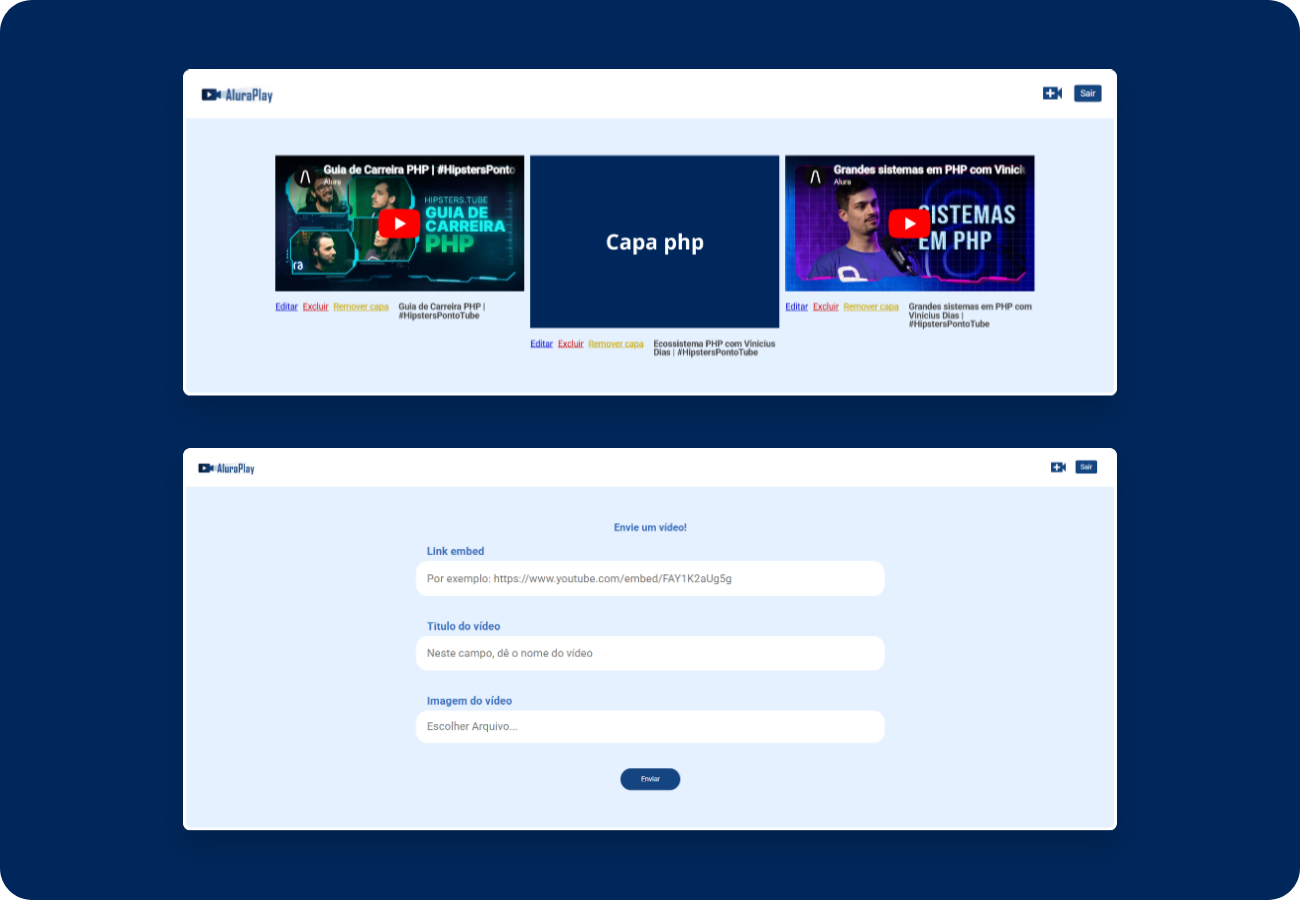 AluraPlay
Sair
Guia de Carreira PHP | #HipstersPonto
Alura
HIPSTERS.TUBE
GUIA DE
CARREIRA
PHP
ra
Editar Excluir Remover capa
Guia de Carreira PHP |
#HipstersPontoTube
Capa php
Editar Excluir Remover capa
Ecossistema PHP com Vinicius
Dias | #HipstersPontoTube
Grandes sistemas em PHP com Vinici
Alura
SISTEMAS
EM PHP
Editar Excluir Remover capa
Grandes sistemas em PHP com
Vinicius Dias |
#HipstersPontoTube
AluraPlay
Sair
Envie um vídeo!
Link embed
Por exemplo: https://www.youtube.com/embed/FAY1K2aUg5g
Titulo do vídeo
Neste campo, dê o nome do vídeo
Imagem do vídeo
Escolher Arquivo...
Enviar